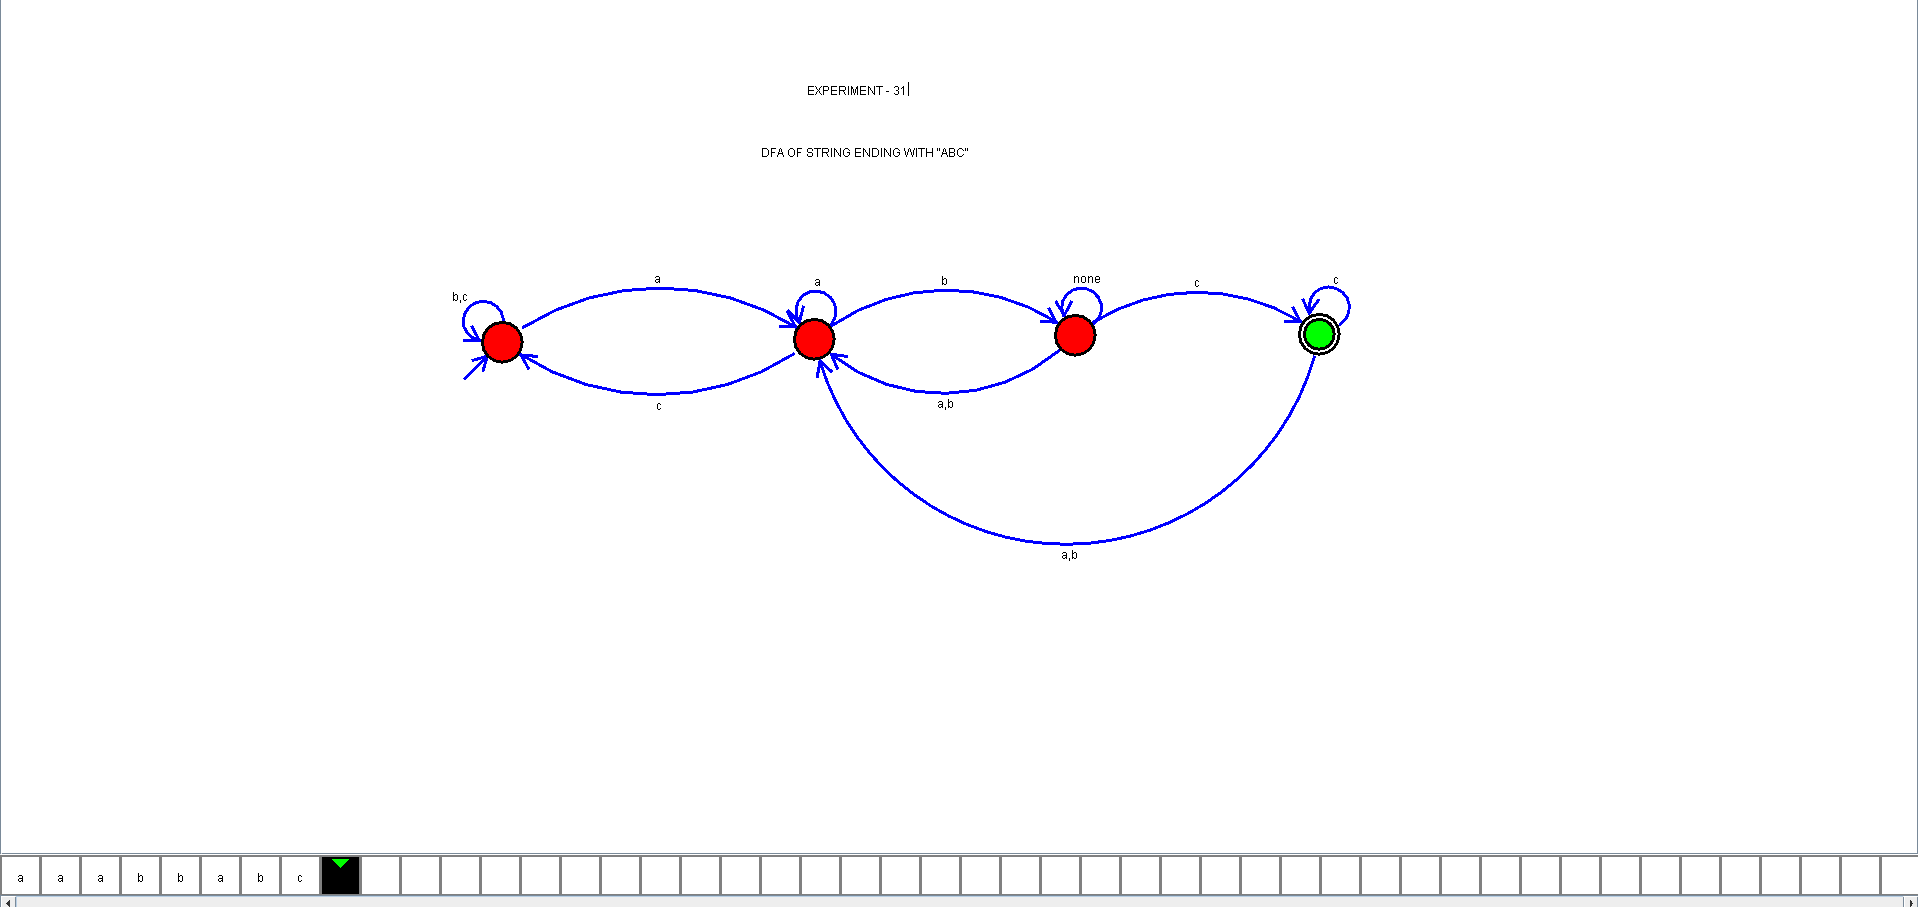 EXPERIMENT - 31
DFA OF STRING ENDING WITH "ABC"
a
a
b
none
c
c
b,c
c
a,b
a,b
a a a b b a b c